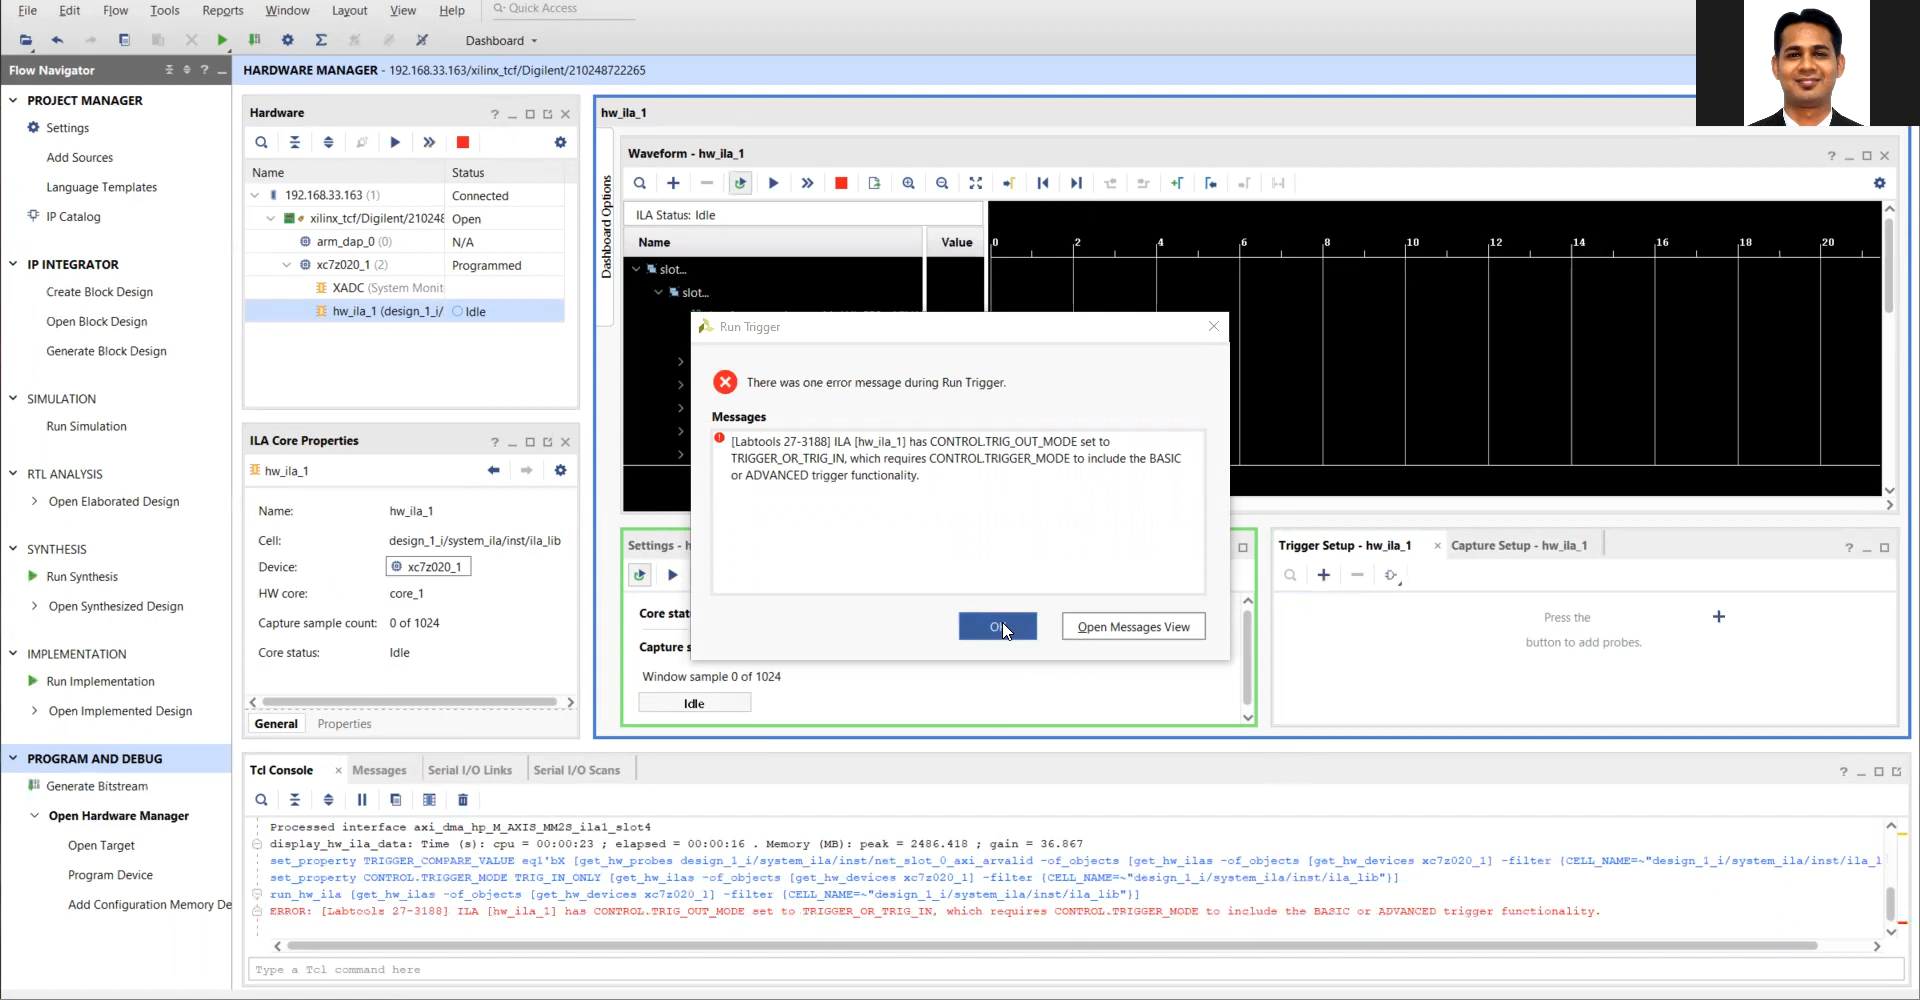 File Edit Flow Tools Reports Window Layout View Help Quick Access
Dashboard
Flow Navigator
HARDWARE MANAGER - 192.168.33.163/xilinx_tcf/Digilent/210248722265
PROJECT MANAGER
Settings
Add Sources
Language Templates
IP Catalog
IP INTEGRATOR
Create Block Design
Open Block Design
Generate Block Design
SIMULATION
Run Simulation
RTL ANALYSIS
Open Elaborated Design
SYNTHESIS
Run Synthesis
Open Synthesized Design
IMPLEMENTATION
Run Implementation
Open Implemented Design
PROGRAM AND DEBUG
Generate Bitstream
Open Hardware Manager
Open Target
Program Device
Add Configuration Memory De
Hardware
Name Status
192.168.33.163 (1) Connected
xilinx_tcf/Digilent/210248 Open
arm_dap_0 (0) N/A
xc7z020_1 (2) Programmed
XADC (System Monit
hw_ila_1 (design_1_i/ Idle
ILA Core Properties
hw_ila_1
Name: hw_ila_1
Cell: design_1_i/system_ila/inst/ila_lib
Device: xc7z020_1
HW core: core_1
Capture sample count: 0 of 1024
Core status: Idle
General Properties
hw_ila_1
Dashboard Options
Waveform - hw_ila_1
ILA Status: Idle
Name Value
0 2 4 6 8 10 12 14 16 18 20
slot...
slot...
Run Trigger
There was one error message during Run Trigger.
Messages
[Labtools 27-3188] ILA [hw_ila_1] has CONTROL.TRIG_OUT_MODE set to
TRIGGER_OR_TRIG_IN, which requires CONTROL.TRIGGER_MODE to include the BASIC
or ADVANCED trigger functionality.
Open Messages View
Settings - h
Core stat
Capture s
Window sample 0 of 1024
Idle
Trigger Setup - hw_ila_1 Capture Setup - hw_ila_1
Press the
button to add probes.
Tcl Console Messages Serial I/O Links Serial I/O Scans
Processed interface axi_dma_hp_M_AXIS_MM2S_ila1_slot4
display_hw_ila_data: Time (s): cpu = 00:00:23 ; elapsed = 00:00:16 . Memory (MB): peak = 2486.418 ; gain = 36.867
set_property TRIGGER_COMPARE_VALUE eq1'bX [get_hw_probes design_1_i/system_ila/inst/net_slot_0_axi_arvalid -of_objects [get_hw_ilas -of_objects [get_hw_devices xc7z020_1] -filter {CELL_NAME=~"design_1_i/system_ila/inst/ila_l
set_property CONTROL.TRIGGER_MODE TRIG_IN_ONLY [get_hw_ilas -of_objects [get_hw_devices xc7z020_1] -filter {CELL_NAME=~"design_1_i/system_ila/inst/ila_lib"}]
run_hw_ila [get_hw_ilas -of_objects [get_hw_devices xc7z020_1] -filter {CELL_NAME=~"design_1_i/system_ila/inst/ila_lib"}]
ERROR: [Labtools 27-3188] ILA [hw_ila_1] has CONTROL.TRIG_OUT_MODE set to TRIGGER_OR_TRIG_IN, which requires CONTROL.TRIGGER_MODE to include the BASIC or ADVANCED trigger functionality.
Type a Tcl command here